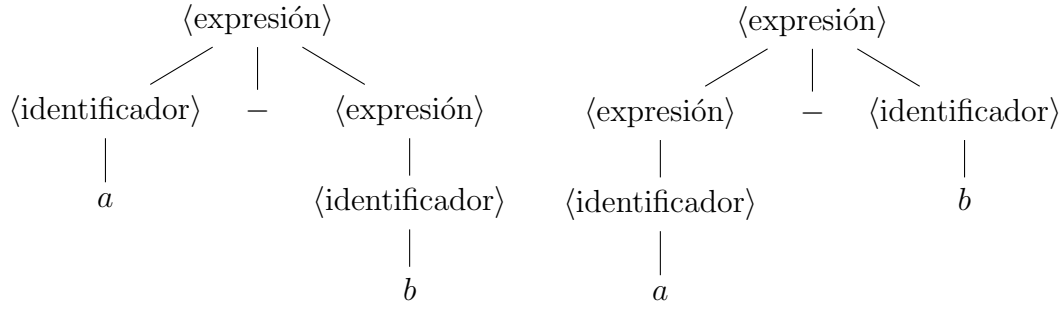 ⟨expresión⟩ ⟨expresión⟩
⟨identificador⟩ − ⟨expresión⟩ ⟨expresión⟩ − ⟨identificador⟩
a ⟨identificador⟩ ⟨identificador⟩ b
b a